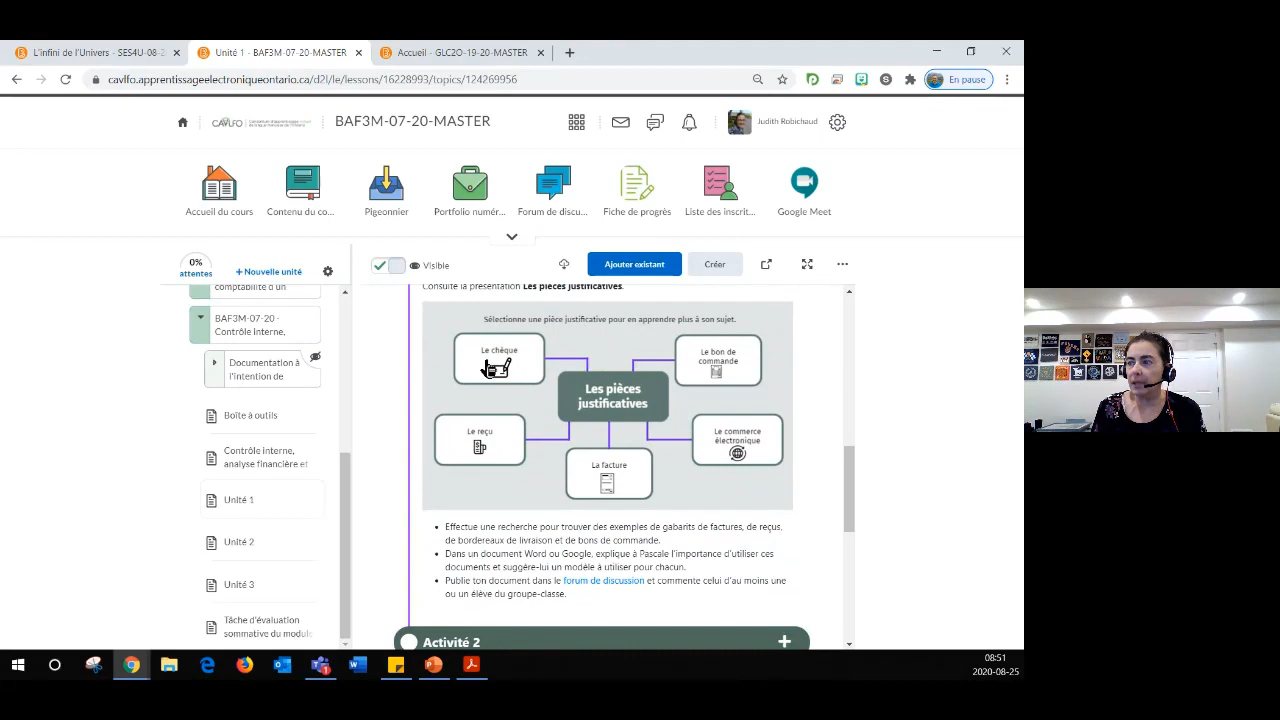 L'infini de l'Univers - SES4U-08-2
Unité 1 - BAF3M-07-20-MASTER
Accueil - GLC2O-19-20-MASTER
cavlfo.apprentissageelectroniqueontario.ca/d2l/le/lessons/16228993/topics/124269956
En pause
CAVLFO
BAF3M-07-20-MASTER
Judith Robichaud
Accueil du cours
Contenu du co...
Pigeonnier
Portfolio numér...
Forum de discu...
Fiche de progrès
Liste des inscrit...
Google Meet
0%
attentes
+ Nouvelle unité
Visible
Ajouter existant
Créer
comptabilité d'un
BAF3M-07-20 -
Contrôle interne,
Documentation à
l'intention de
Boîte à outils
Contrôle interne,
analyse financière et
Unité 1
Unité 2
Unité 3
Tâche d'évaluation
sommative du module
Consulte la présentation Les pièces justificatives.
Sélectionne une pièce justificative pour en apprendre plus à son sujet.
Le chèque
Le bon de
commande
Les pièces
justificatives
Le reçu
Le commerce
électronique
La facture
• Effectue une recherche pour trouver des exemples de gabarits de factures, de reçus,
de bordereaux de livraison et de bons de commande.
• Dans un document Word ou Google, explique à Pascale l'importance d'utiliser ces
documents et suggère-lui un modèle à utiliser pour chacun.
• Publie ton document dans le forum de discussion et commente celui d'au moins une
ou un élève du groupe-classe.
Activité 2
08:51
2020-08-25